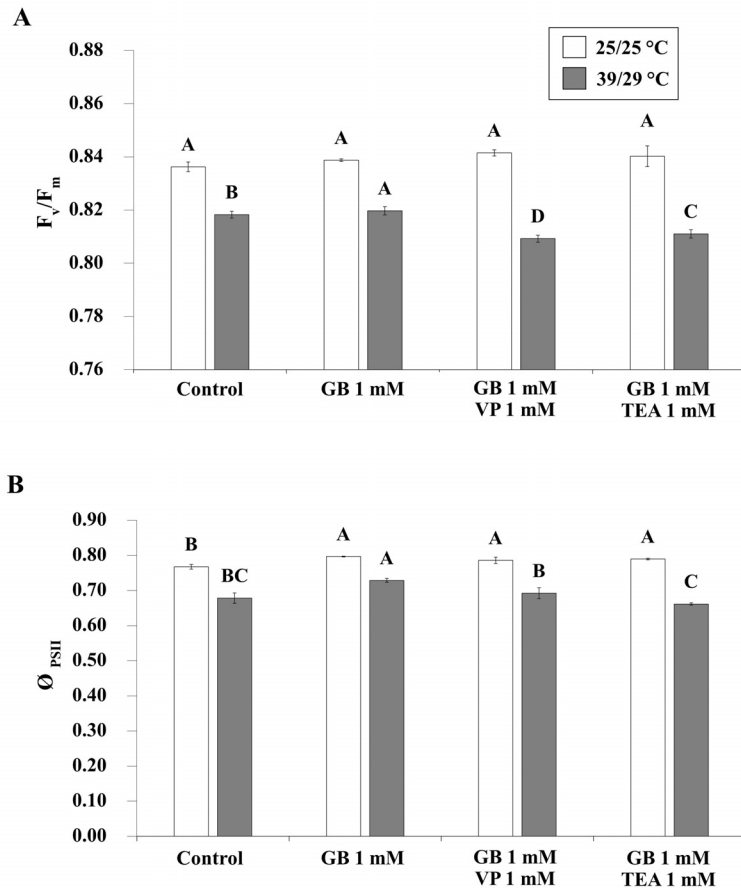 A
25/25 °C
39/29 °C
0.88
0.86
0.84
0.82
0.80
0.78
0.76
Fv/Fm
A
B
A
A
A
D
A
C
Control
GB 1 mM
GB 1 mM
VP 1 mM
GB 1 mM
TEA 1 mM
B
0.90
0.80
0.70
0.60
0.50
0.40
0.30
0.20
0.10
0.00
Ø PSII
B
BC
A
A
A
B
A
C
Control
GB 1 mM
GB 1 mM
VP 1 mM
GB 1 mM
TEA 1 mM